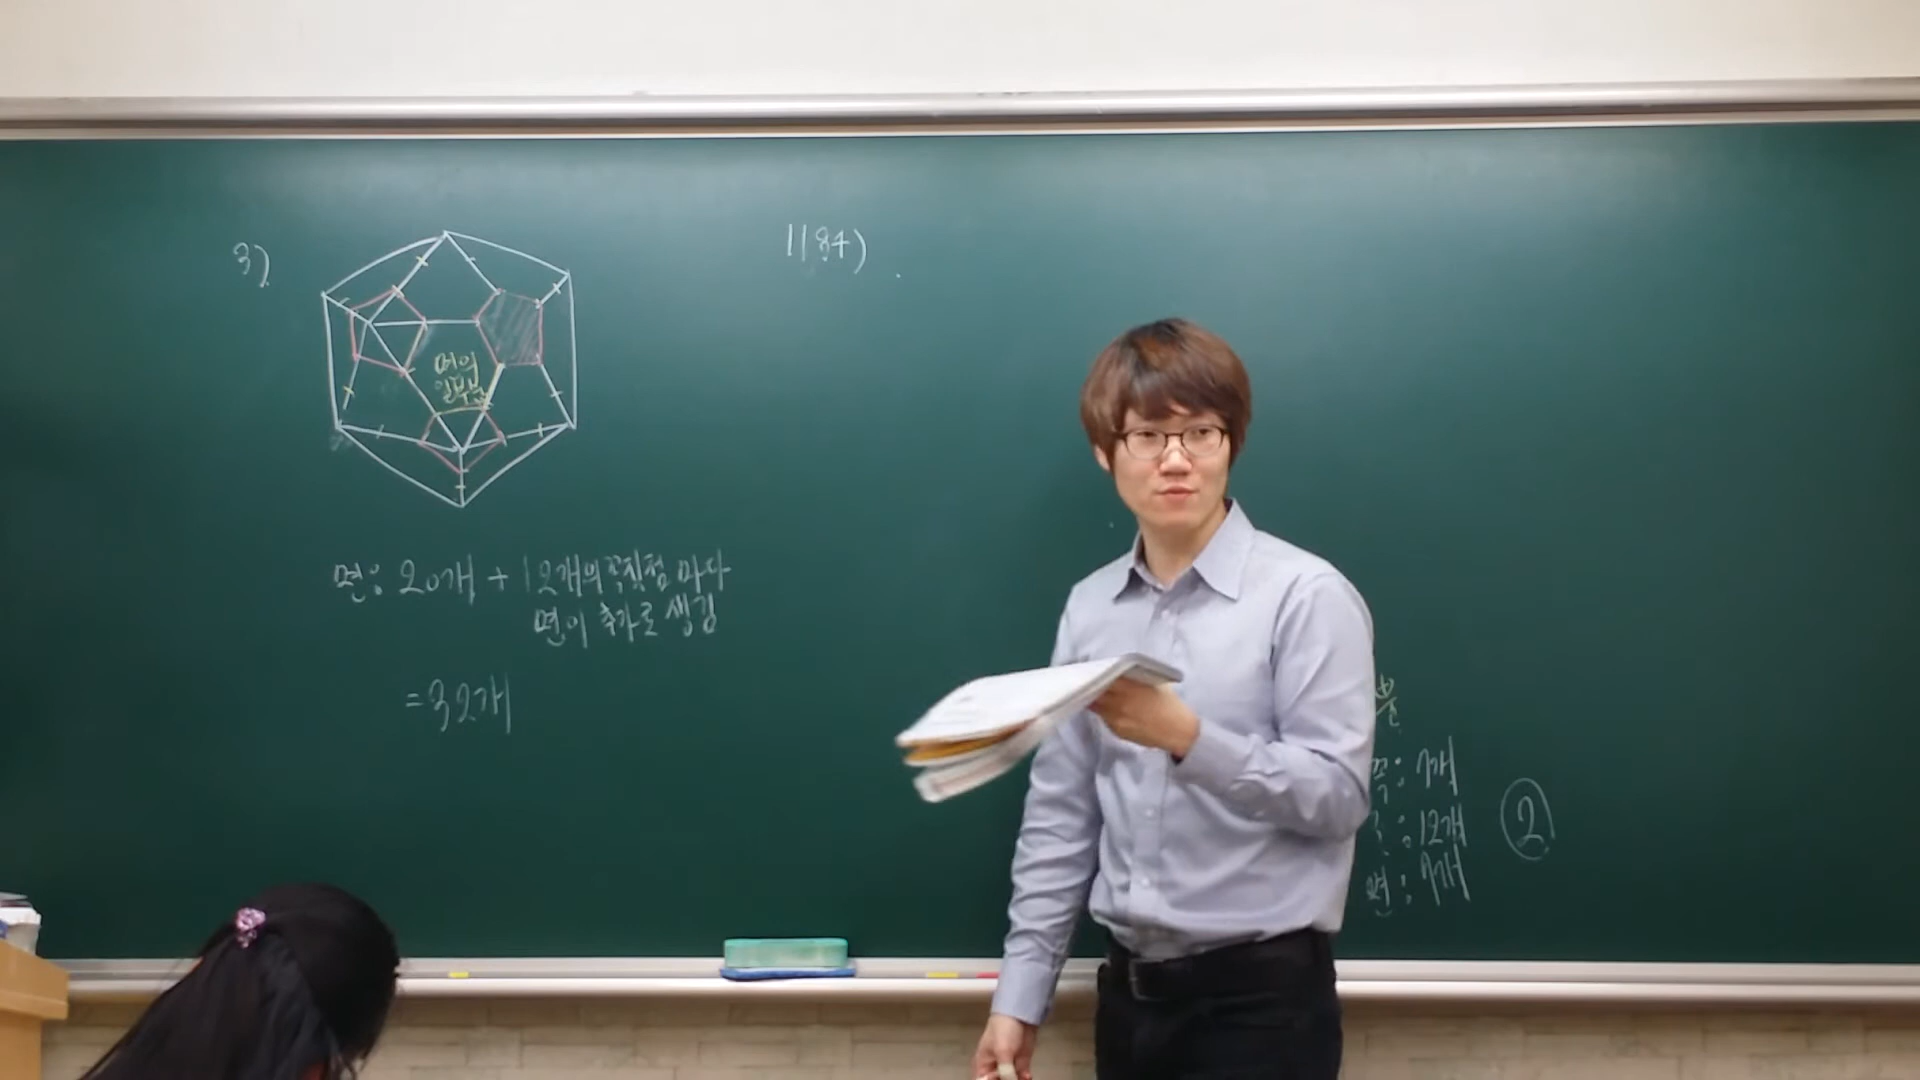 3)
면의
일부
면: 20개 + 12개의 꼭짓점 마다
면이 추가로 생김
=32개
1184)
꼭: 7개
: 12개
면: 7개
②